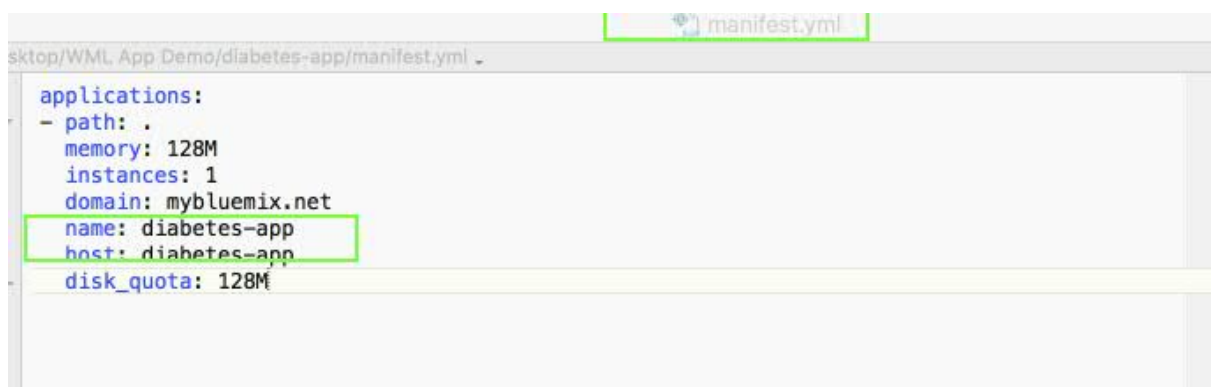 manifest.yml
sktop/WML App Demo/diabetes-app/manifest.yml
applications:
- path: .
memory: 128M
instances: 1
domain: mybluemix.net
name: diabetes-app
host: diabetes-app
disk_quota: 128M